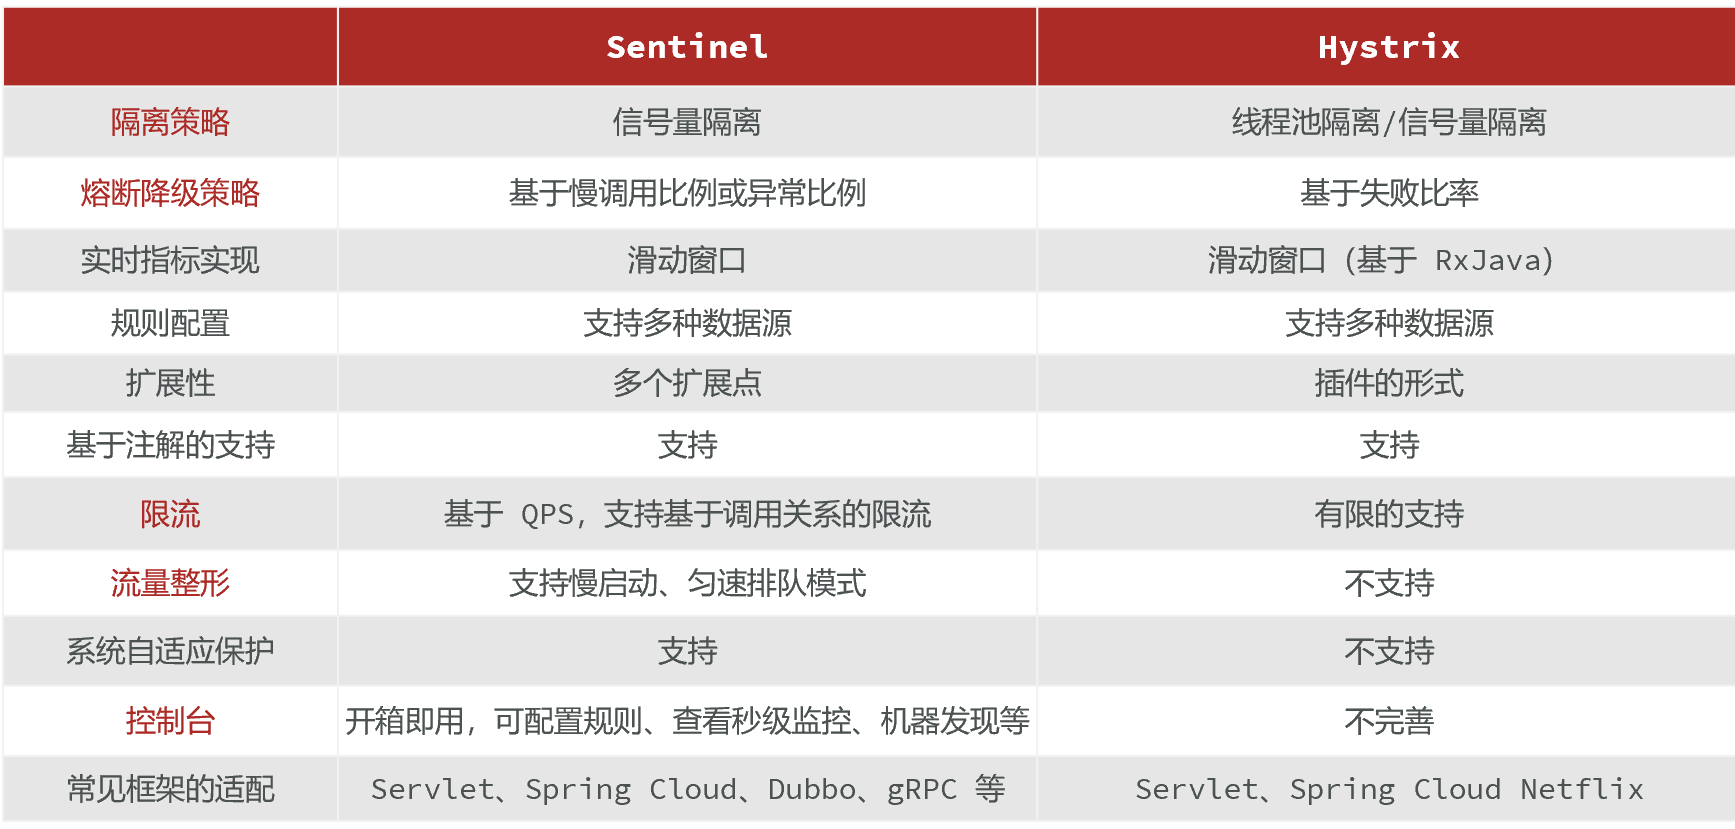 Sentinel Hystrix
隔离策略 信号量隔离 线程池隔离/信号量隔离
熔断降级策略 基于慢调用比例或异常比例 基于失败比率
实时指标实现 滑动窗口 滑动窗口（基于 RxJava）
规则配置 支持多种数据源 支持多种数据源
扩展性 多个扩展点 插件的形式
基于注解的支持 支持 支持
限流 基于 QPS，支持基于调用关系的限流 有限的支持
流量整形 支持慢启动、匀速排队模式 不支持
系统自适应保护 支持 不支持
控制台 开箱即用，可配置规则、查看秒级监控、机器发现等 不完善
常见框架的适配 Servlet、Spring Cloud、Dubbo、gRPC 等 Servlet、Spring Cloud Netflix